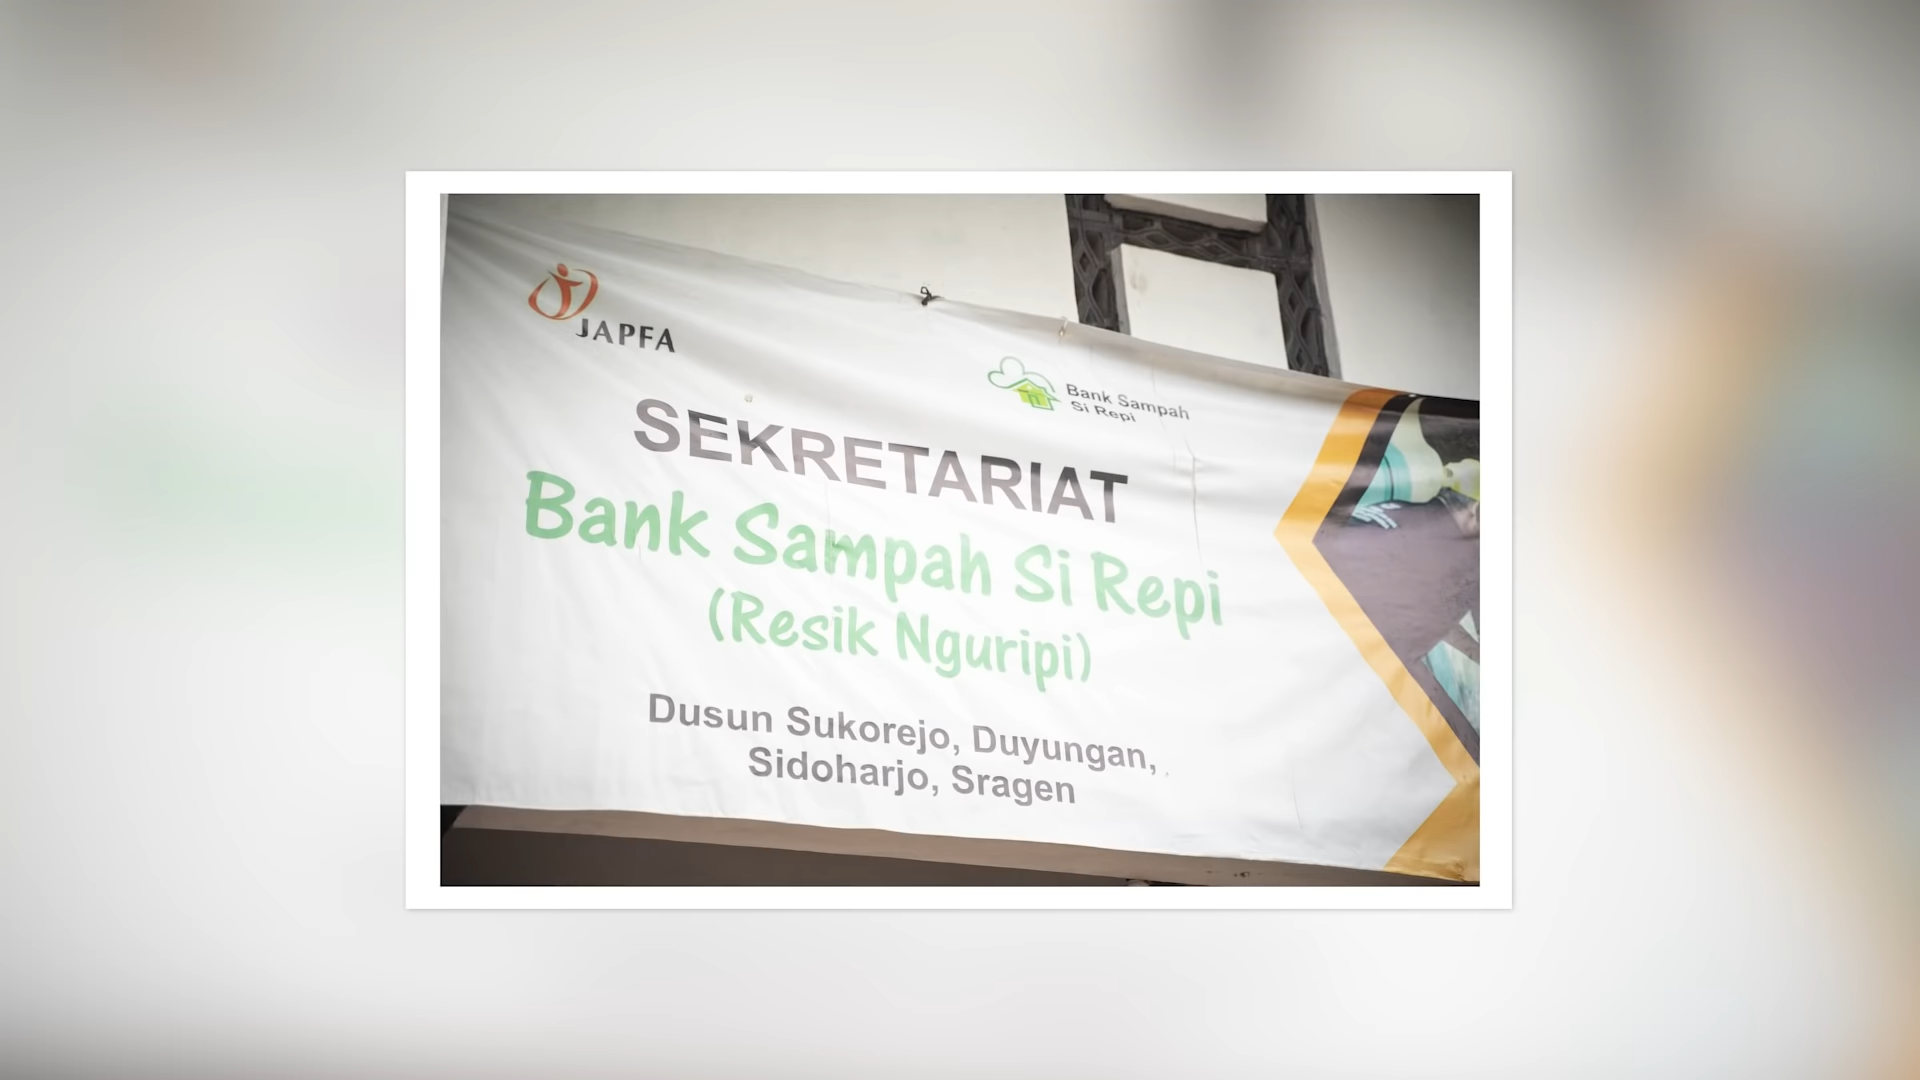 JAPFA
Bank Sampah
Si Repi
SEKRETARIAT
Bank Sampah Si Repi
(Resik Nguripi)
Dusun Sukorejo, Duyungan,
Sidoharjo, Sragen